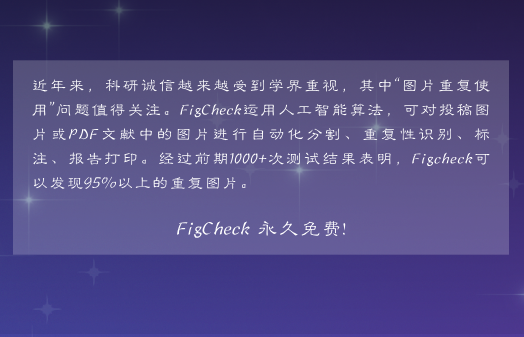 近年来，科研诚信越来越受到学界重视，其中“图片重复使
用”问题值得关注。FigCheck运用人工智能算法，可对投稿图
片或PDF文献中的图片进行自动化分割、重复性识别、标
注、报告打印。经过前期1000+次测试结果表明，Figcheck可
以发现95%以上的重复图片。
FigCheck 永久免费!